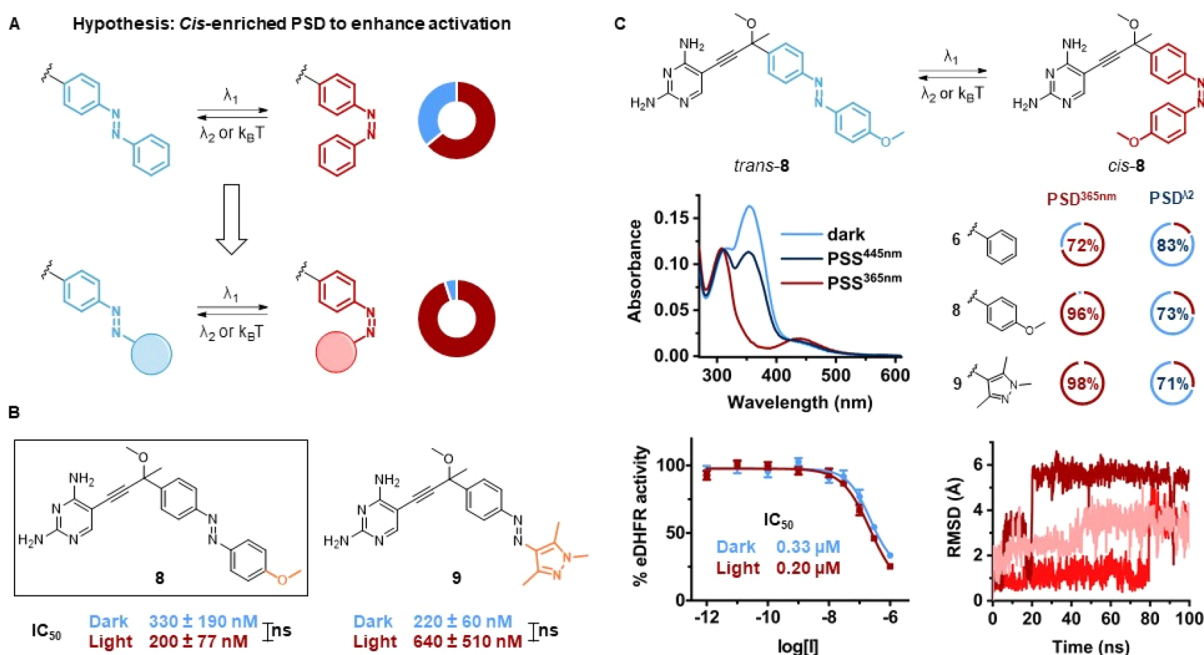 A Hypothesis: Cis-enriched PSD to enhance activation
N
N
λ1
λ2 or kBT
N
N
N
N
λ1
λ2 or kBT
N
N
B
NH2
O
N
H2N
N
N
N
O
8
NH2
O
N
H2N
N
N
N
N
N
9
IC50
Dark 330 ± 190 nM
Light 200 ± 77 nM
ns
Dark 220 ± 60 nM
Light 640 ± 510 nM
ns
C
NH2
O
N
H2N
N
N
N
O
trans-8
λ1
λ2 or kBT
NH2
O
N
H2N
N
N
N
O
cis-8
Absorbance
0.15
0.10
0.05
0.00
dark
PSS445nm
PSS365nm
300 400 500 600
Wavelength (nm)
PSD365nm PSDλ2
6 72% 83%
8 O 96% 73%
9 N N 98% 71%
% eDHFR activity
100
50
0
IC50
Dark 0.33 µM
Light 0.20 µM
-12 -10 -8 -6
log[I]
RMSD (Å)
6
4
2
0
0 20 40 60 80 100
Time (ns)